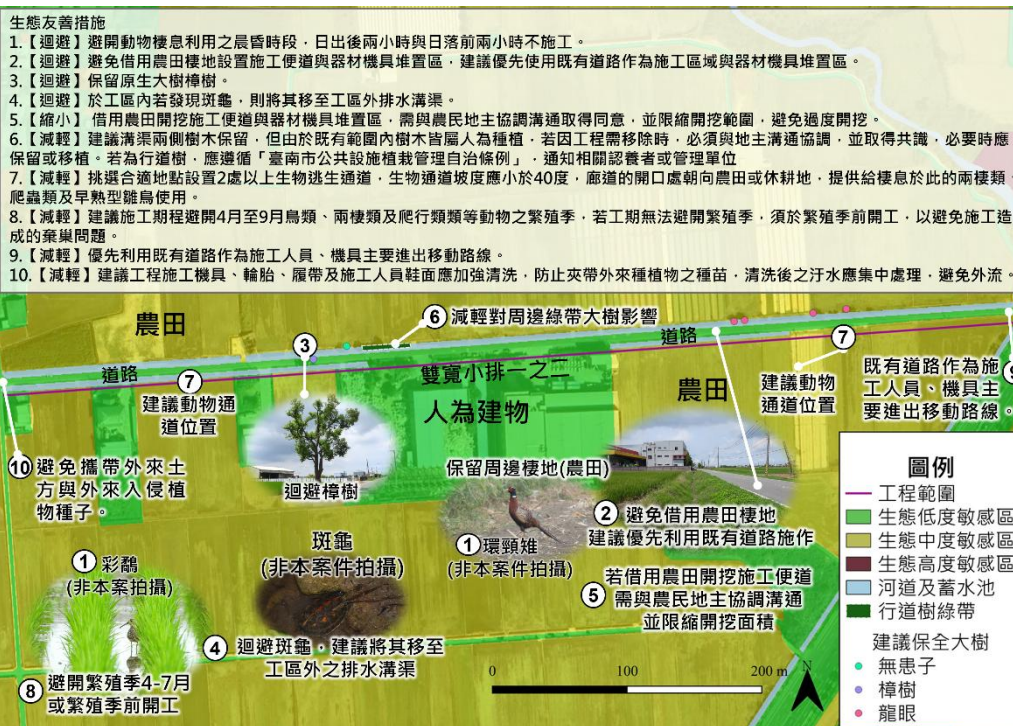 生態友善措施
1.【迴避】避開動物棲息利用之晨昏時段，日出後兩小時與日落前兩小時不施工。
2.【迴避】避免借用農田棲地設置施工便道與器材機具堆置區，建議優先使用既有道路作為施工區域與器材機具堆置區。
3.【迴避】保留原生大樹樟樹。
4.【迴避】於工區內若發現斑龜，則將其移至工區外排水溝渠。
5.【縮小】 借用農田開挖施工便道與器材機具堆置區，需與農民地主協調溝通取得同意，並限縮開挖範圍，避免過度開挖。
6.【減輕】建議溝渠兩側樹木保留，但由於既有範圍內樹木皆屬人為種植，若因工程需移除時，必須與地主溝通協調，並取得共識，必要時應
保留或移植。若為行道樹，應遵循「臺南市公共設施植栽管理自治條例」，通知相關認養者或管理單位
7.【減輕】挑選合適地點設置2處以上生物逃生通道，生物通道坡度應小於40度，廊道的開口處朝向農田或休耕地，提供給棲息於此的兩棲類、
爬蟲類及早熟型雛鳥使用。
8.【減輕】建議施工期程避開4月至9月鳥類、兩棲類及爬行類類等動物之繁殖季，若工期無法避開繁殖季，須於繁殖季前開工，以避免施工造
成的棄巢問題。
9.【減輕】優先利用既有道路作為施工人員、機具主要進出移動路線。
10.【減輕】建議工程施工機具、輪胎、履帶及施工人員鞋面應加強清洗，防止夾帶外來種植物之種苗，清洗後之汙水應集中處理，避免外流。
農田
6 減輕對周邊綠帶大樹影響
3
道路
7
道路
雙寬小排一之二
7
建議動物通
道位置
人為建物
農田
建議動物
通道位置
既有道路作為施
工人員、機具主
要進出移動路線。
9
10 避免攜帶外來土
方與外來入侵植
物種子。
迴避樟樹
保留周邊棲地(農田)
2 避免借用農田棲地
建議優先利用既有道路施作
1 環頸雉
(非本案件拍攝)
1 彩鷸
(非本案拍攝)
斑龜
(非本案件拍攝)
5 若借用農田開挖施工便道
需與農民地主協調溝通
並限縮開挖面積
4 迴避斑龜，建議將其移至
工區外之排水溝渠
8 避開繁殖季4-7月
或繁殖季前開工
0 100 200 m
N
圖例
工程範圍
生態低度敏感區
生態中度敏感區
生態高度敏感區
河道及蓄水池
行道樹綠帶
建議保全大樹
無患子
樟樹
龍眼